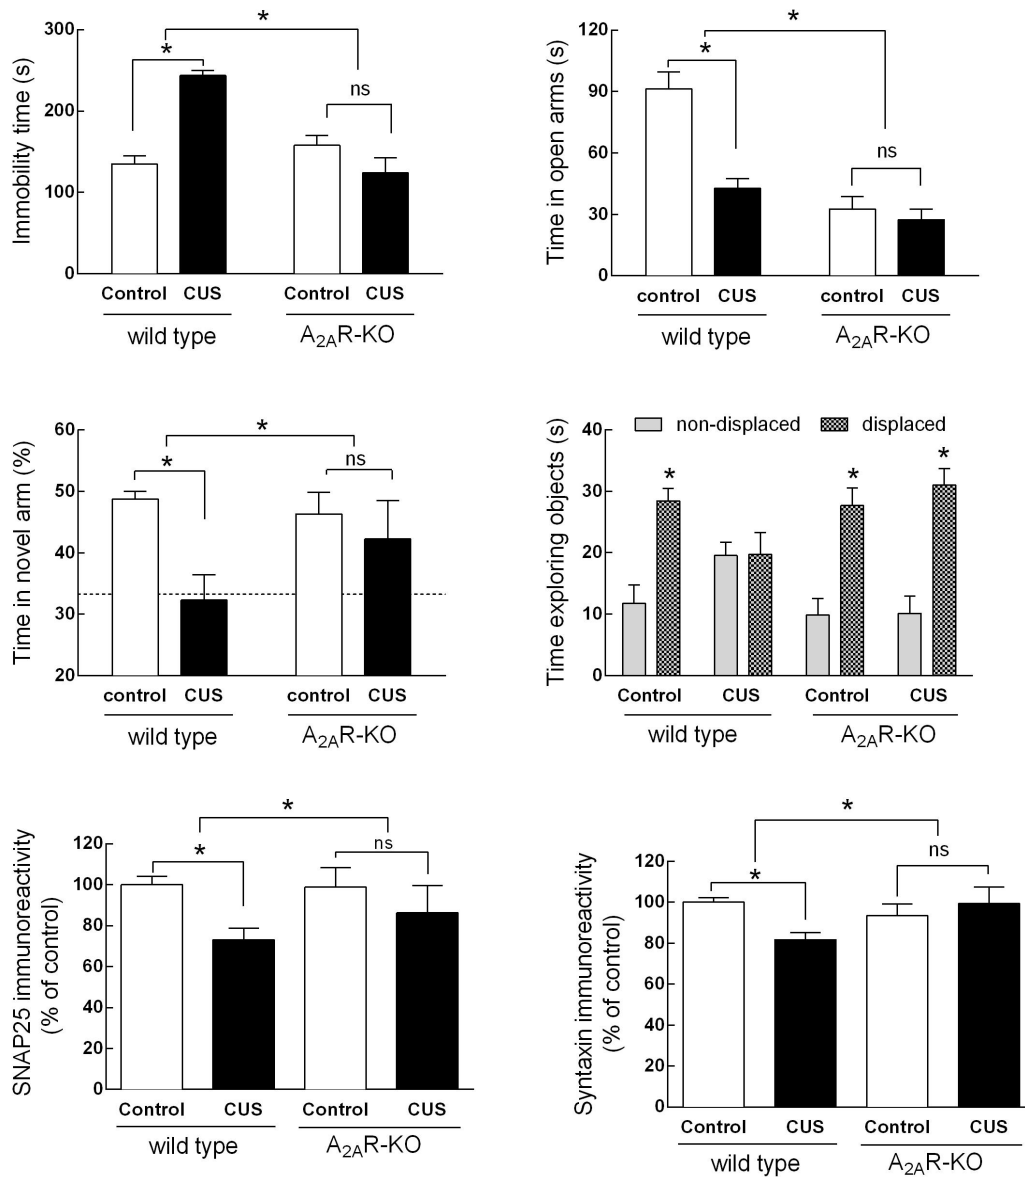 Immobility time (s)
300
200
100
0
*
*
ns
Control CUS Control CUS
wild type A2AR-KO
Time in open arms (s)
120
90
60
30
0
*
*
ns
control CUS control CUS
wild type A2AR-KO
Time in novel arm (%)
60
50
40
30
20
*
*
ns
control CUS control CUS
wild type A2AR-KO
Time exploring objects (s)
non-displaced displaced
40
30
20
10
0
* * *
Control CUS Control CUS
wild type A2AR-KO
SNAP25 immunoreactivity
(% of control)
120
100
80
60
40
20
0
*
*
ns
Control CUS Control CUS
wild type A2AR-KO
Syntaxin immunoreactivity
(% of control)
120
100
80
60
40
20
0
*
*
ns
Control CUS Control CUS
wild type A2AR-KO